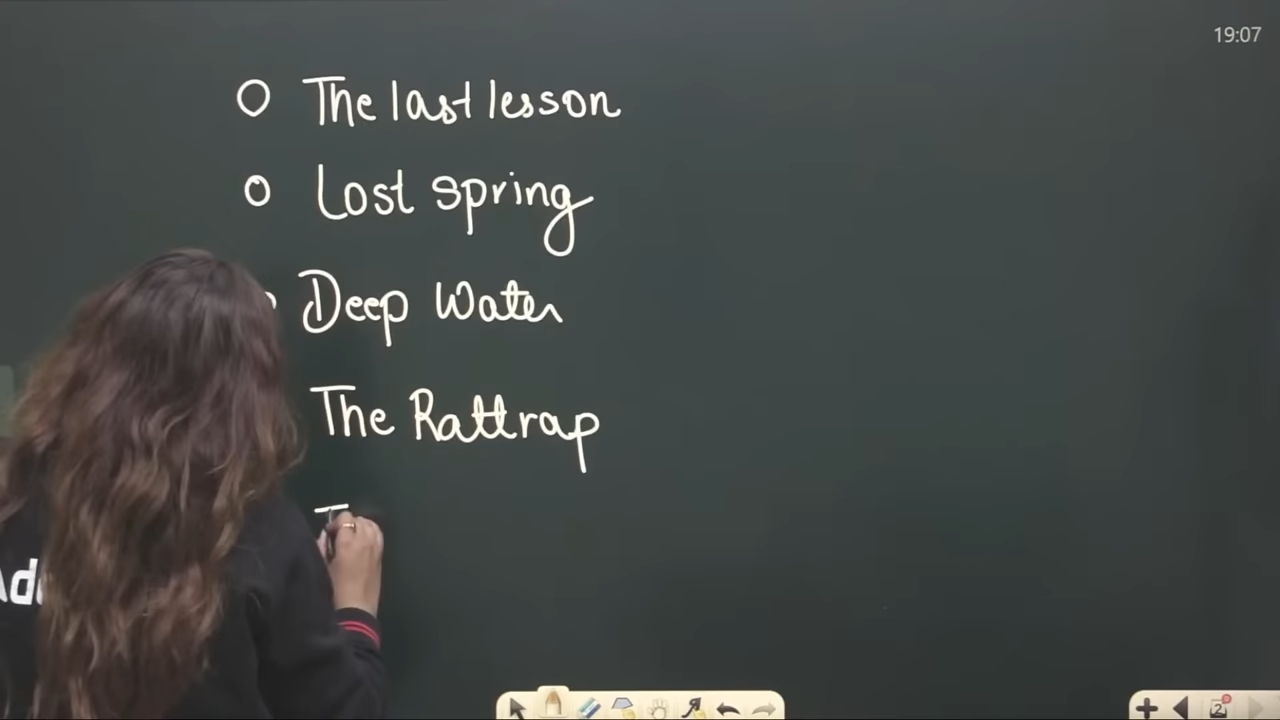 19:07
The last lesson
Lost spring
Deep Water
The Rattrap
T